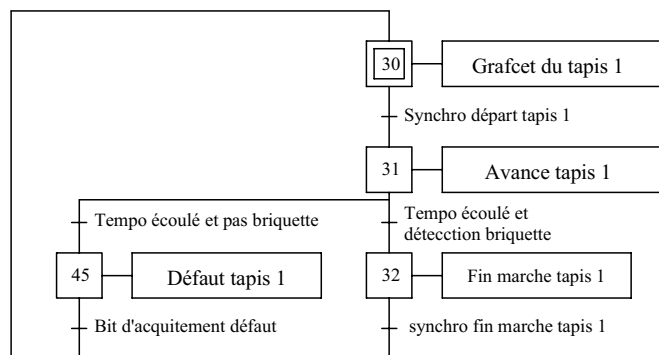 30
Grafcet du tapis 1
Synchro départ tapis 1
31
Avance tapis 1
Tempo écoulé et pas briquette
Tempo écoulé et
détecction briquette
45
Défaut tapis 1
32
Fin marche tapis 1
Bit d'acquitement défaut
synchro fin marche tapis 1